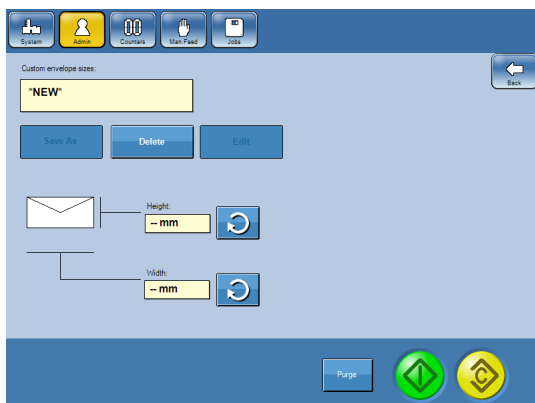 System Admin Counters Man.Feed Jobs
Custom envelope sizes:
Back
*NEW*
Save As Delete Edit
Height:
-- mm
Width:
-- mm
Purge
C